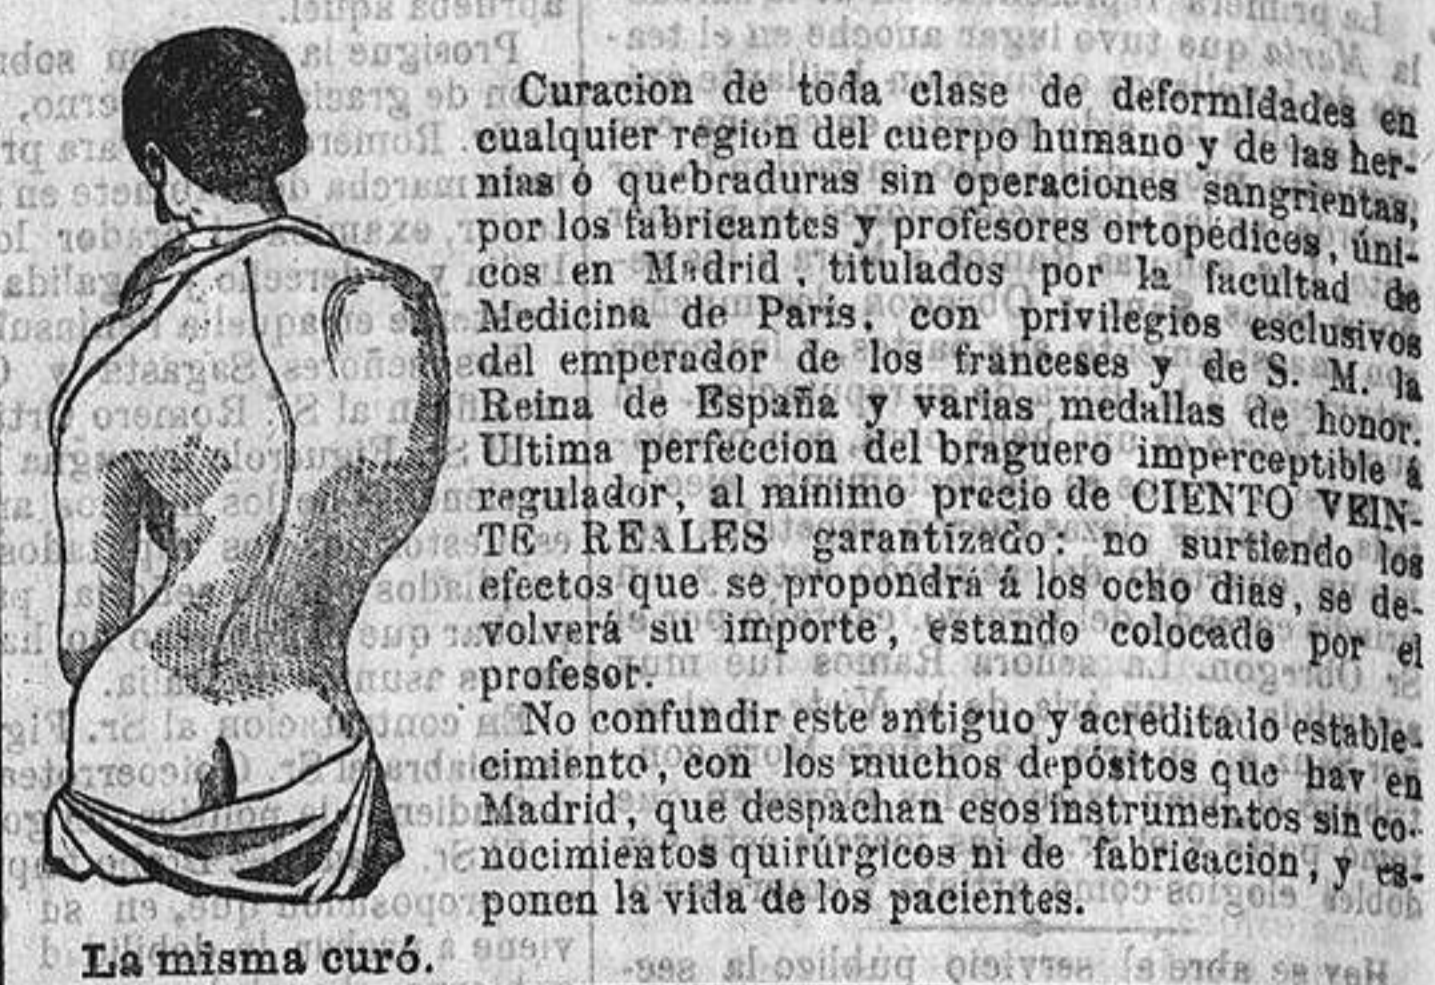 Curacion de toda clase de deformidades en
cualquier region del cuerpo humano y de las her-
nias ó quebraduras sin operaciones sangrientas,
por los fabricantes y profesores ortopédicos, úni-
cos en Madrid, titulados por la facultad de
Medicina de Paris, con privilegios esclusivos
del emperador de los franceses y de S. M. la
Reina de España y varias medallas de honor.
Ultima perfeccion del braguero imperceptible á
regulador, al mínimo precio de CIENTO VEIN-
TE REALES garantizado: no surtiendo los
efectos que se propondrá á los ocho dias, se de-
volverá su importe, estando colocado por el
profesor.
No confundir este antiguo y acreditado estable-
cimiento, con los muchos depósitos que hay en
Madrid, que despachan esos instrumentos sin co-
nocimientos quirúrgicos ni de fabricacion, y es-
ponen la vida de los pacientes.
La misma curó.